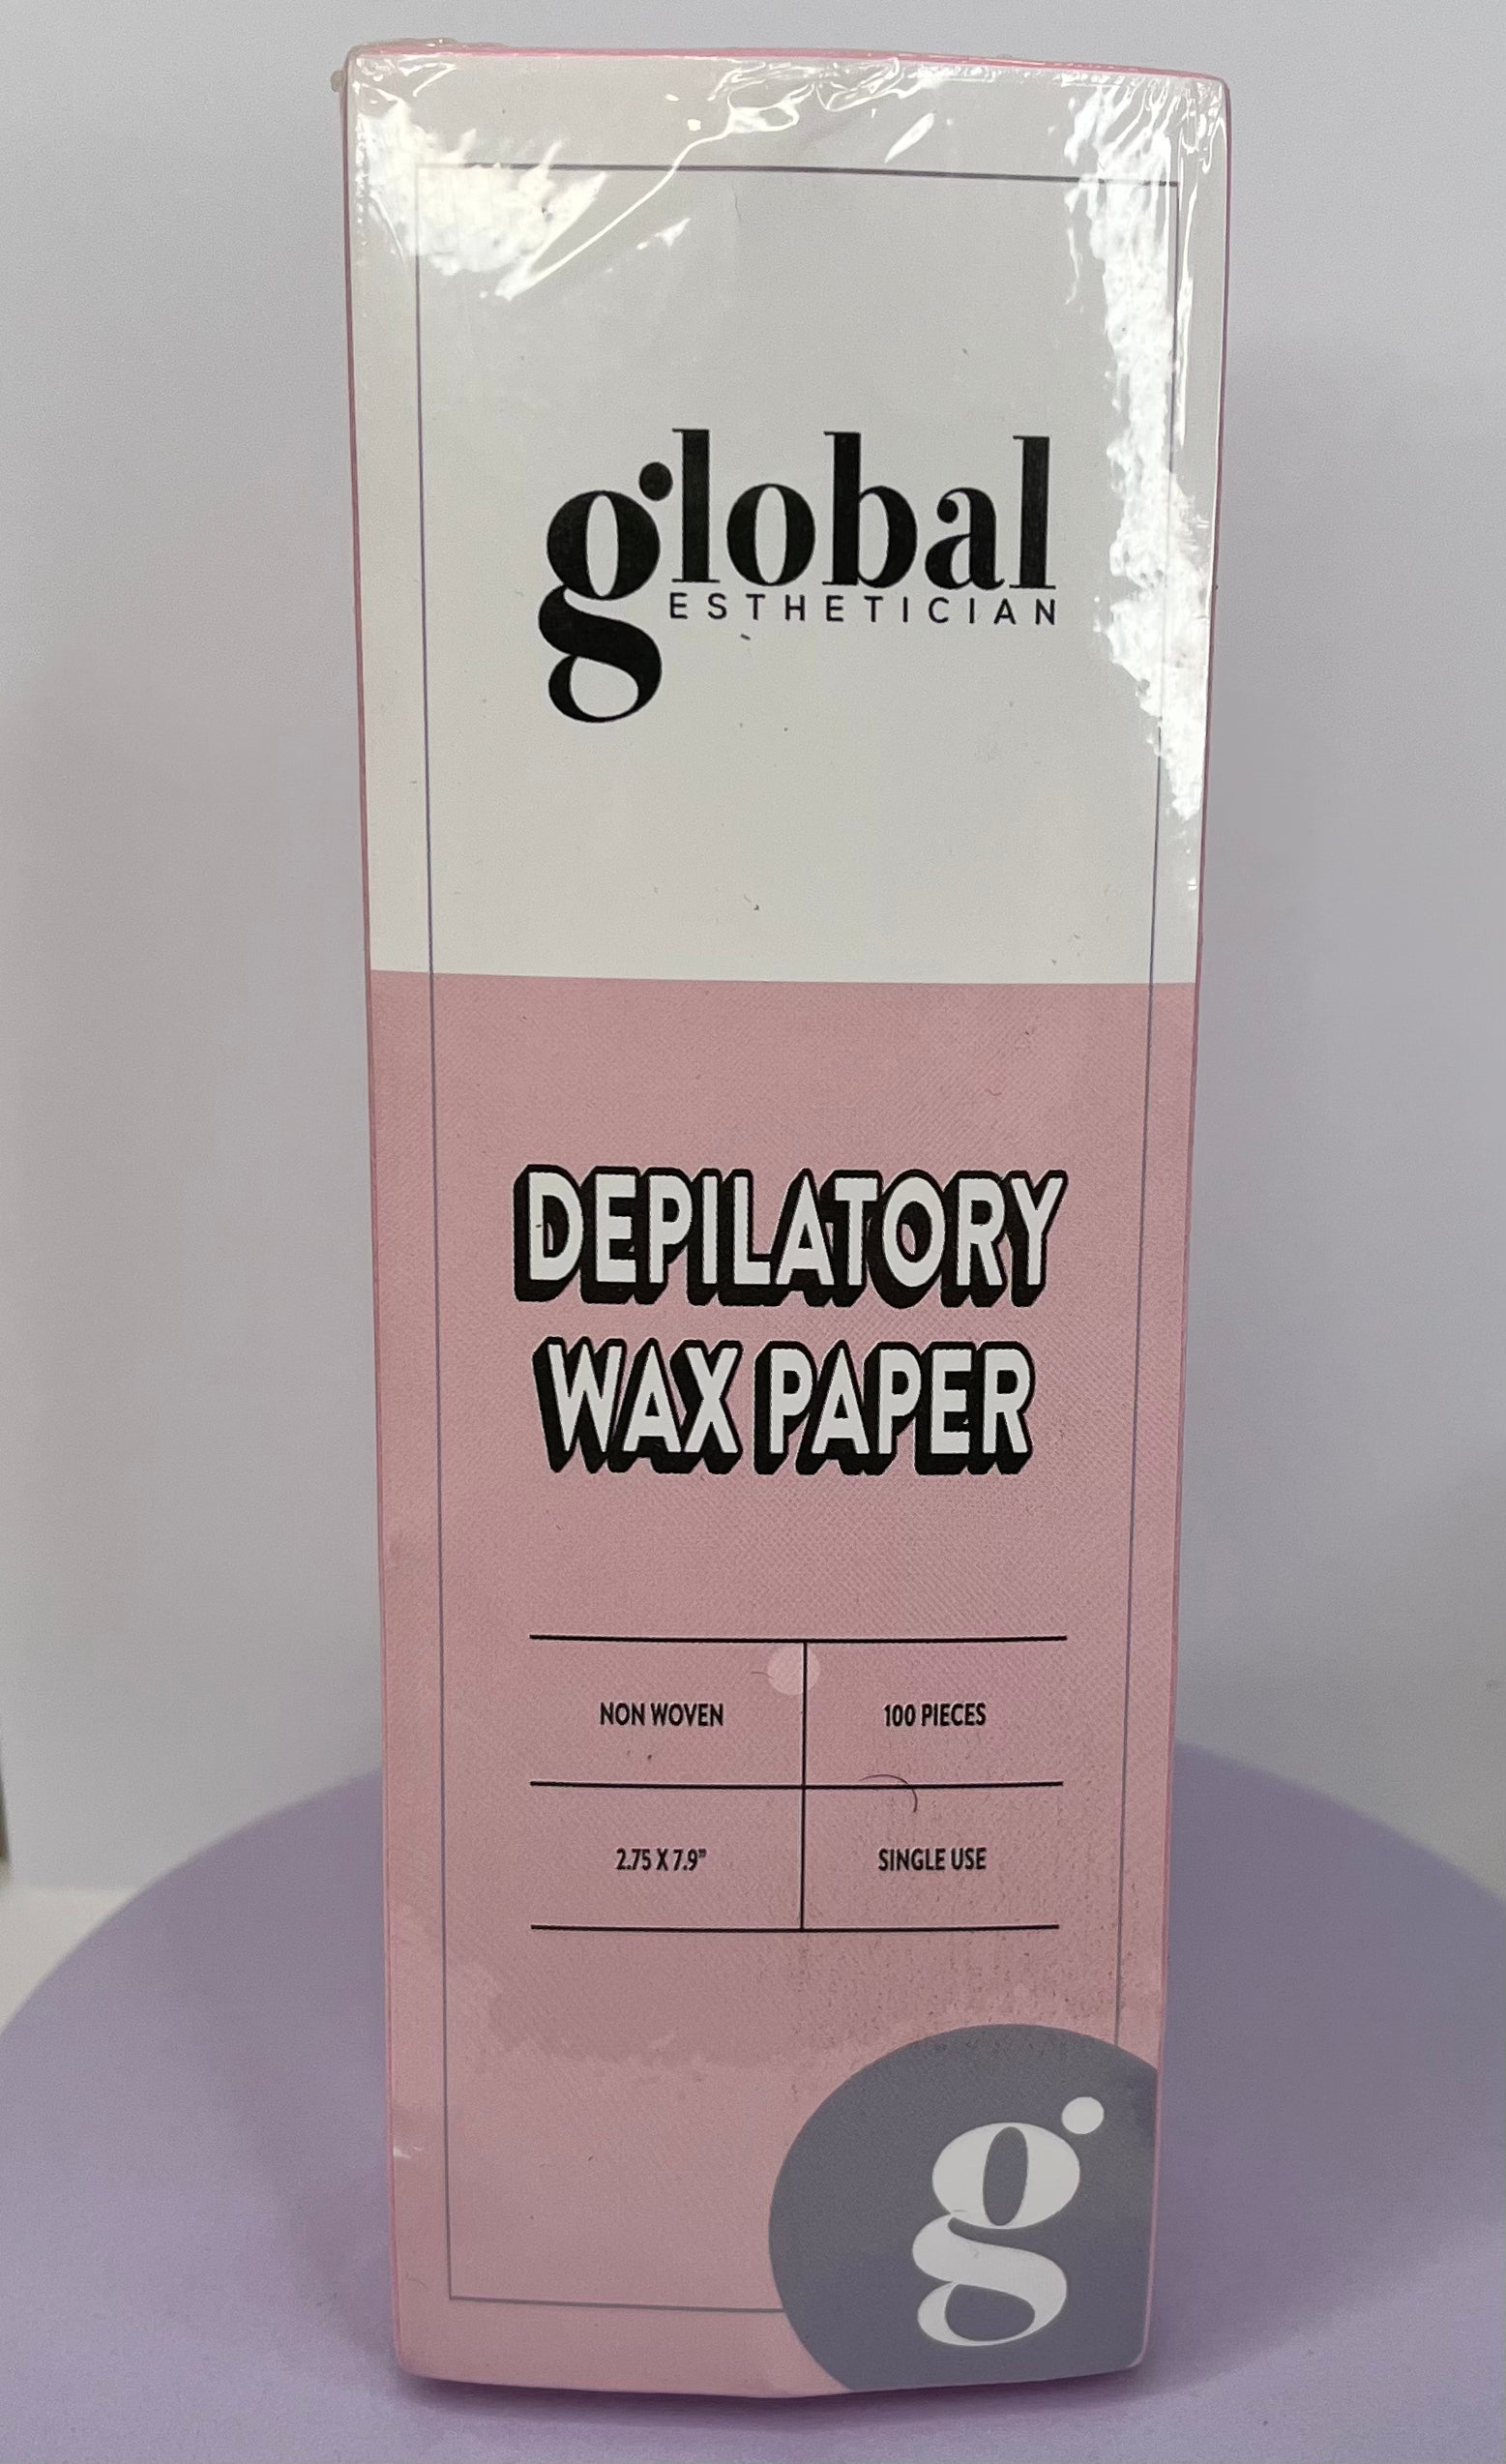 global
ESTHETICIAN
DEPILATORY
WAX PAPER
NON WOVEN
100 PIECES
2.75 X 7.9"
SINGLE USE
g